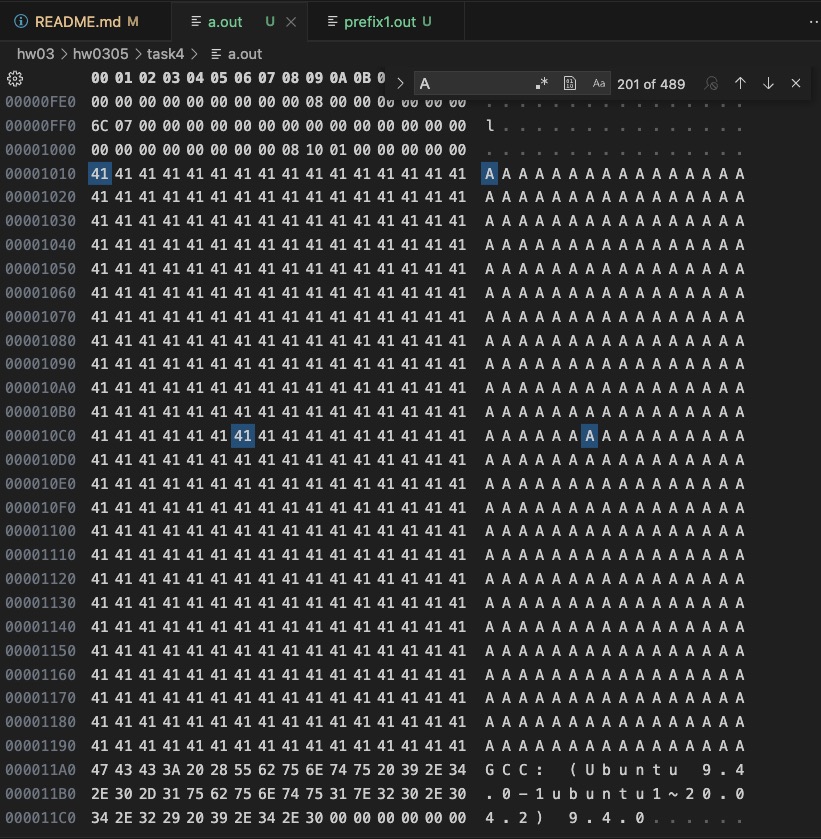 README.md M
a.out U
prefix1.out U
hw03 > hw0305 > task4 > a.out
00 01 02 03 04 05 06 07 08 09 0A 0B 0
A Aa 201 of 489
00000FE0 00 00 00 00 00 00 00 00 00 08 00 00 00 00 00 00 . . . . . . . . . . . . . . . .
00000FF0 6C 07 00 00 00 00 00 00 00 00 00 00 00 00 00 00 l . . . . . . . . . . . . . . .
00001000 00 00 00 00 00 00 00 00 08 10 01 00 00 00 00 00 . . . . . . . . . . . . . . . .
00001010 41 41 41 41 41 41 41 41 41 41 41 41 41 41 41 41 A A A A A A A A A A A A A A A A
00001020 41 41 41 41 41 41 41 41 41 41 41 41 41 41 41 41 A A A A A A A A A A A A A A A A
00001030 41 41 41 41 41 41 41 41 41 41 41 41 41 41 41 41 A A A A A A A A A A A A A A A A
00001040 41 41 41 41 41 41 41 41 41 41 41 41 41 41 41 41 A A A A A A A A A A A A A A A A
00001050 41 41 41 41 41 41 41 41 41 41 41 41 41 41 41 41 A A A A A A A A A A A A A A A A
00001060 41 41 41 41 41 41 41 41 41 41 41 41 41 41 41 41 A A A A A A A A A A A A A A A A
00001070 41 41 41 41 41 41 41 41 41 41 41 41 41 41 41 41 A A A A A A A A A A A A A A A A
00001080 41 41 41 41 41 41 41 41 41 41 41 41 41 41 41 41 A A A A A A A A A A A A A A A A
00001090 41 41 41 41 41 41 41 41 41 41 41 41 41 41 41 41 A A A A A A A A A A A A A A A A
000010A0 41 41 41 41 41 41 41 41 41 41 41 41 41 41 41 41 A A A A A A A A A A A A A A A A
000010B0 41 41 41 41 41 41 41 41 41 41 41 41 41 41 41 41 A A A A A A A A A A A A A A A A
000010C0 41 41 41 41 41 41 41 41 41 41 41 41 41 41 41 41 A A A A A A A A A A A A A A A A
000010D0 41 41 41 41 41 41 41 41 41 41 41 41 41 41 41 41 A A A A A A A A A A A A A A A A
000010E0 41 41 41 41 41 41 41 41 41 41 41 41 41 41 41 41 A A A A A A A A A A A A A A A A
000010F0 41 41 41 41 41 41 41 41 41 41 41 41 41 41 41 41 A A A A A A A A A A A A A A A A
00001100 41 41 41 41 41 41 41 41 41 41 41 41 41 41 41 41 A A A A A A A A A A A A A A A A
00001110 41 41 41 41 41 41 41 41 41 41 41 41 41 41 41 41 A A A A A A A A A A A A A A A A
00001120 41 41 41 41 41 41 41 41 41 41 41 41 41 41 41 41 A A A A A A A A A A A A A A A A
00001130 41 41 41 41 41 41 41 41 41 41 41 41 41 41 41 41 A A A A A A A A A A A A A A A A
00001140 41 41 41 41 41 41 41 41 41 41 41 41 41 41 41 41 A A A A A A A A A A A A A A A A
00001150 41 41 41 41 41 41 41 41 41 41 41 41 41 41 41 41 A A A A A A A A A A A A A A A A
00001160 41 41 41 41 41 41 41 41 41 41 41 41 41 41 41 41 A A A A A A A A A A A A A A A A
00001170 41 41 41 41 41 41 41 41 41 41 41 41 41 41 41 41 A A A A A A A A A A A A A A A A
00001180 41 41 41 41 41 41 41 41 41 41 41 41 41 41 41 41 A A A A A A A A A A A A A A A A
00001190 41 41 41 41 41 41 41 41 41 41 41 41 41 41 41 41 A A A A A A A A A A A A A A A A
000011A0 47 43 43 3A 20 28 55 62 75 6E 74 75 20 39 2E 34 G C C : ( U b u n t u 9 . 4
000011B0 2E 30 2D 31 75 62 75 6E 74 75 31 7E 32 30 2E 30 . 0 - 1 u b u n t u 1 ~ 2 0 . 0
000011C0 34 2E 32 29 20 39 2E 34 2E 30 00 00 00 00 00 00 4 . 2 ) 9 . 4 . 0 . . . . . .